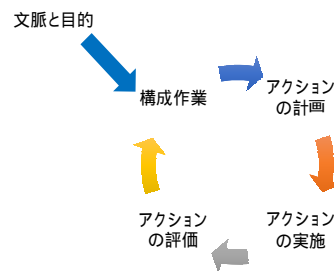 文脈と目的
構成作業
アクション
の計画
アクション
の実施
アクション
の評価